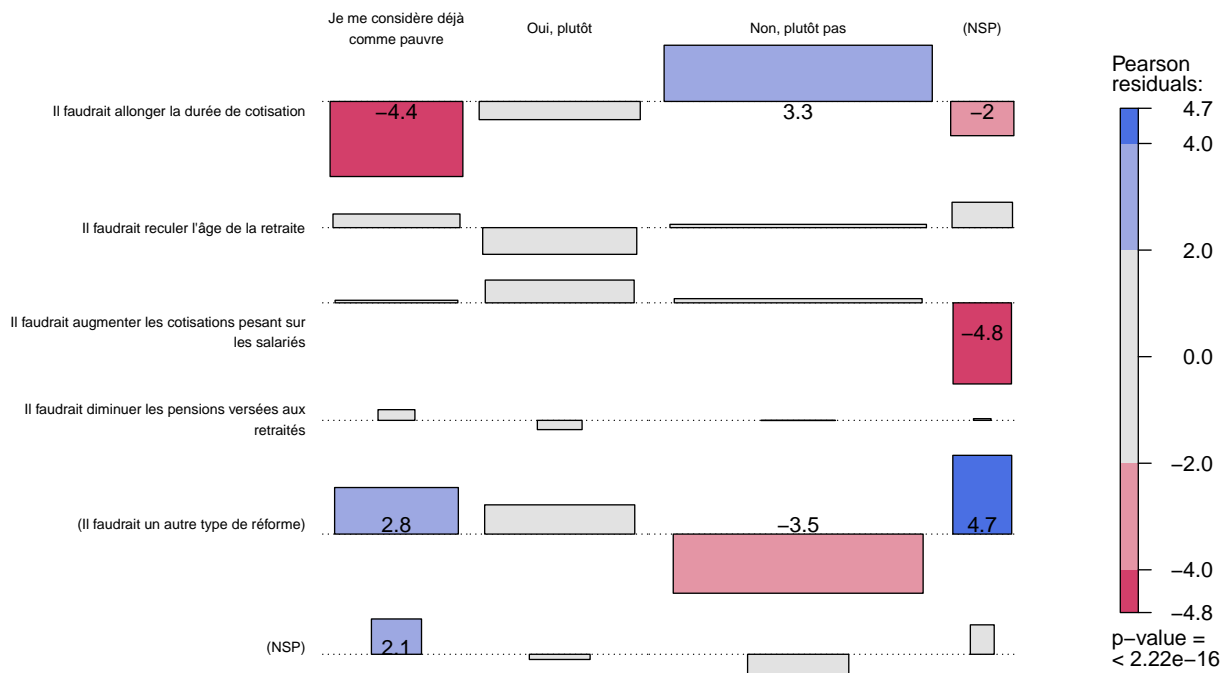 Je me considère déjà
comme pauvre
Oui, plutôt
Non, plutôt pas
(NSP)
Pearson
residuals:
Il faudrait allonger la durée de cotisation
−4.4
3.3
−2
Il faudrait reculer l'âge de la retraite
Il faudrait augmenter les cotisations pesant sur
les salariés
−4.8
Il faudrait diminuer les pensions versées aux
retraités
(Il faudrait un autre type de réforme)
2.8
−3.5
4.7
(NSP)
2.1
4.7
4.0
2.0
0.0
−2.0
−4.0
−4.8
p−value =
< 2.22e−16